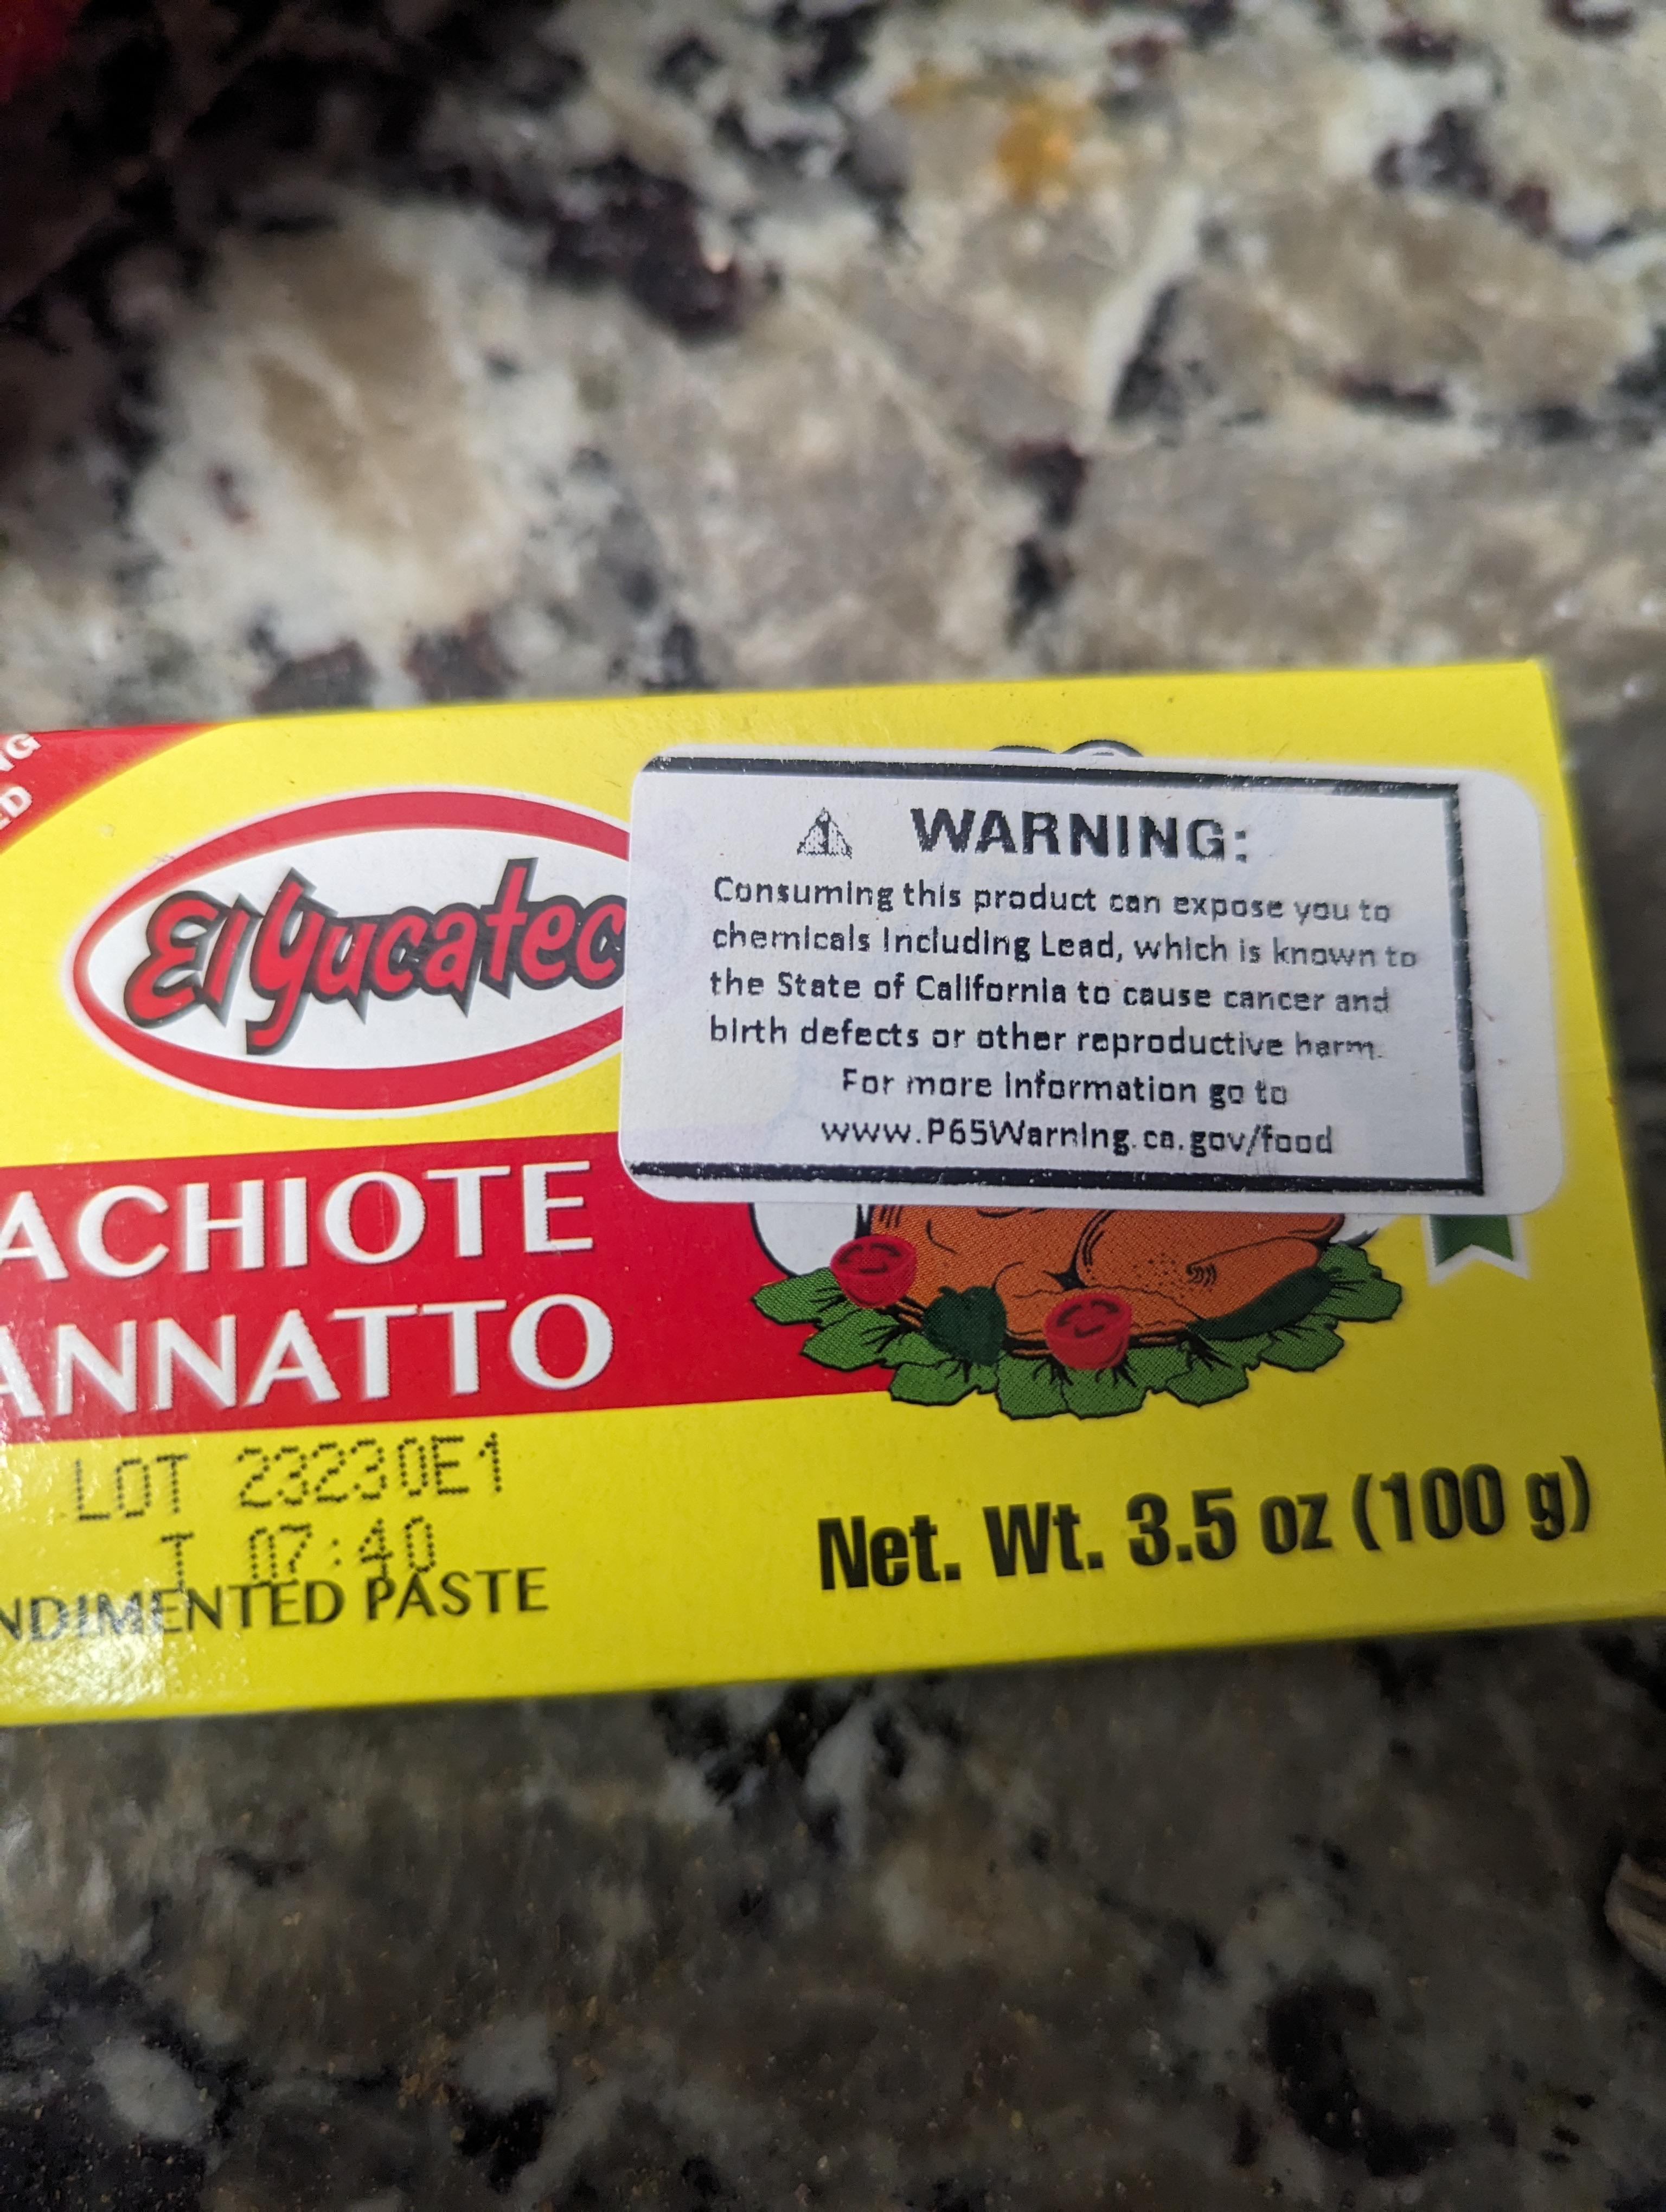 El Yucatec
ACHIOTE
ANNATTO
LOT 23230E1
I 07:40
NDIMENTED PASTE
WARNING:
Consuming this product can expose you to
chemicals Including Lead, which is known to
the State of California to cause cancer and
birth defects or other reproductive harm.
For more Information go to
www.P65Warning.ca.gov/food
Net. Wt. 3.5 oz (100 g)